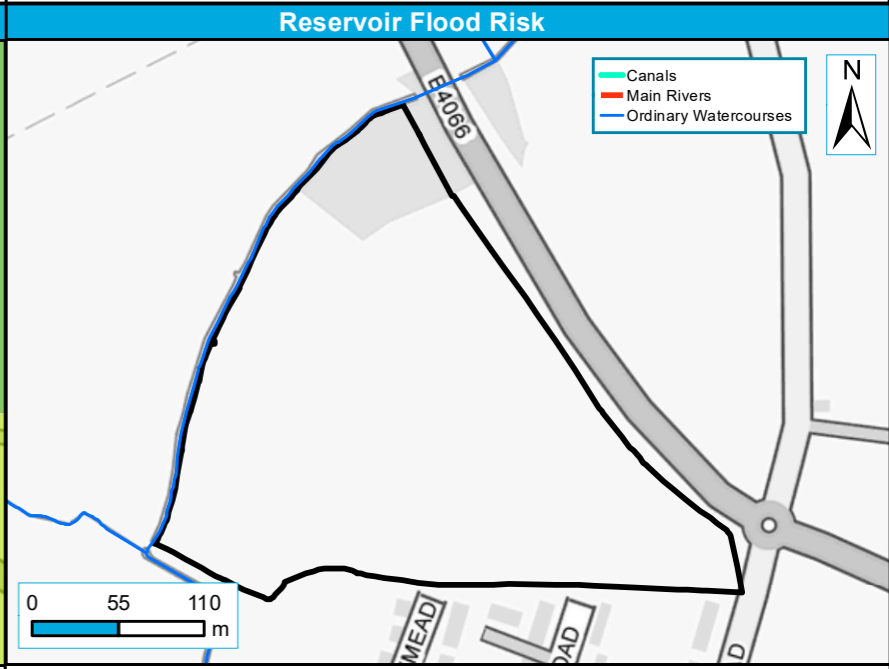 Reservoir Flood Risk
Canals
Main Rivers
Ordinary Watercourses
N
B4066
0 55 110
m
MEAD
OAD
D